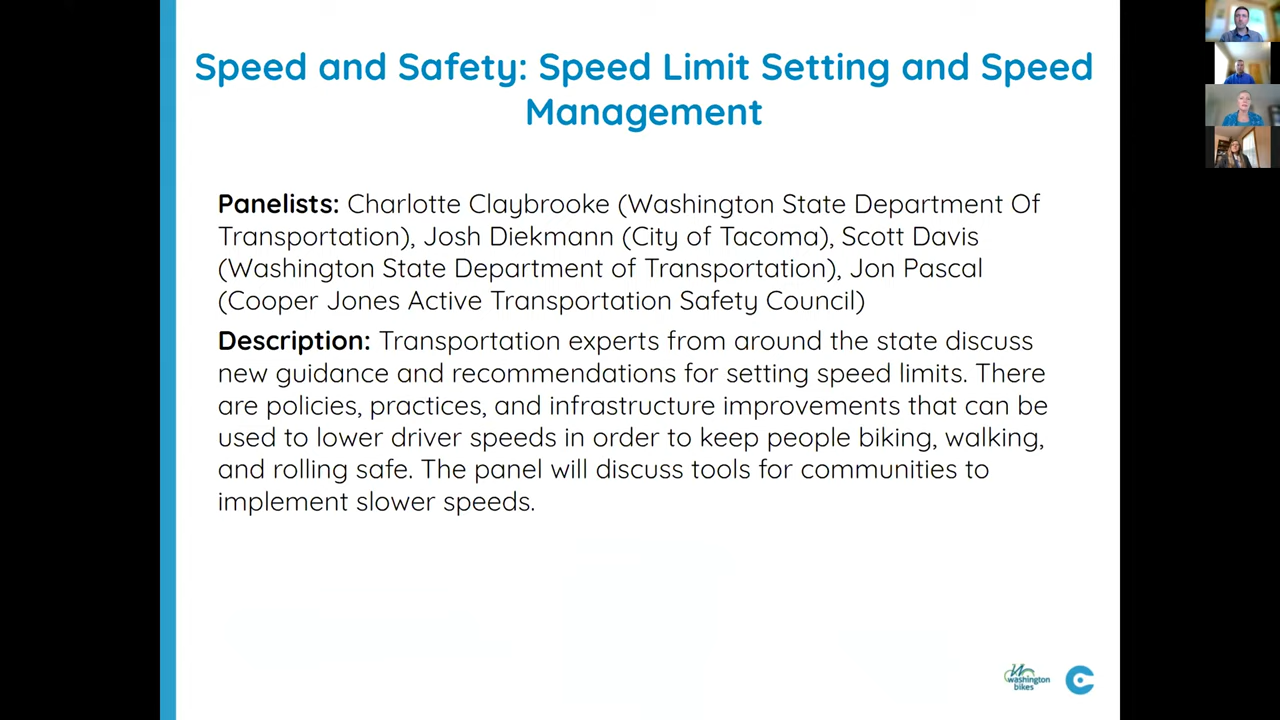 Speed and Safety: Speed Limit Setting and Speed
Management
Panelists: Charlotte Claybrooke (Washington State Department Of
Transportation), Josh Diekmann (City of Tacoma), Scott Davis
(Washington State Department of Transportation), Jon Pascal
(Cooper Jones Active Transportation Safety Council)
Description: Transportation experts from around the state discuss
new guidance and recommendations for setting speed limits. There
are policies, practices, and infrastructure improvements that can be
used to lower driver speeds in order to keep people biking, walking,
and rolling safe. The panel will discuss tools for communities to
implement slower speeds.
washington
bikes